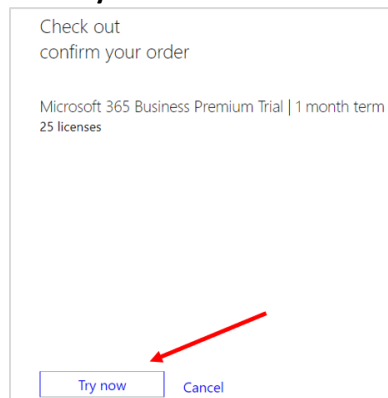 Check out
confirm your order
Microsoft 365 Business Premium Trial | 1 month term
25 licenses
Try now Cancel